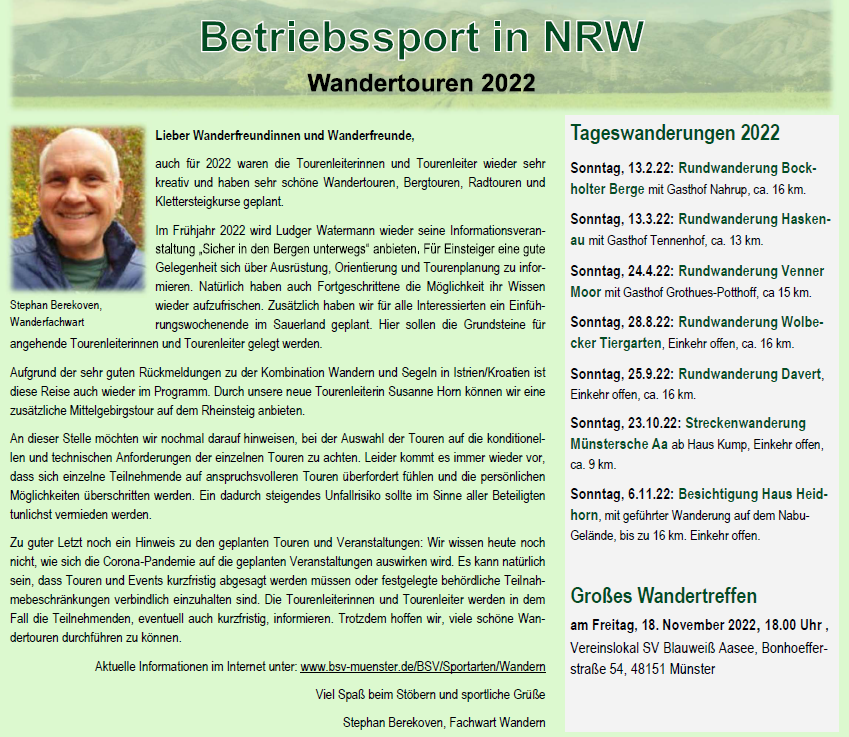 Betriebssport in NRW
Wandertouren 2022
Lieber Wanderfreundinnen und Wanderfreunde,
auch für 2022 waren die Tourenleiterinnen und Tourenleiter wieder sehr
kreativ und haben sehr schöne Wandertouren, Bergtouren, Radtouren und
Klettersteigkurse geplant.
Im Frühjahr 2022 wird Ludger Watermann wieder seine Informationsveran-
staltung „Sicher in den Bergen unterwegs“ anbieten. Für Einsteiger eine gute
Gelegenheit sich über Ausrüstung, Orientierung und Tourenplanung zu infor-
mieren. Natürlich haben auch Fortgeschrittene die Möglichkeit ihr Wissen
wieder aufzufrischen. Zusätzlich haben wir für alle Interessierten ein Einfüh-
rungswochenende im Sauerland geplant. Hier sollen die Grundsteine für
angehende Tourenleiterinnen und Tourenleiter gelegt werden.
Stephan Berekoven,
Wanderfachwart
Aufgrund der sehr guten Rückmeldungen zu der Kombination Wandern und Segeln in Istrien/Kroatien ist
diese Reise auch wieder im Programm. Durch unsere neue Tourenleiterin Susanne Horn können wir eine
zusätzliche Mittelgebirgstour auf dem Rheinsteig anbieten.
An dieser Stelle möchten wir nochmal darauf hinweisen, bei der Auswahl der Touren auf die konditionel-
len und technischen Anforderungen der einzelnen Touren zu achten. Leider kommt es immer wieder vor,
dass sich einzelne Teilnehmende auf anspruchsvolleren Touren überfordert fühlen und die persönlichen
Möglichkeiten überschritten werden. Ein dadurch steigendes Unfallrisiko sollte im Sinne aller Beteiligten
tunlichst vermieden werden.
Zu guter Letzt noch ein Hinweis zu den geplanten Touren und Veranstaltungen: Wir wissen heute noch
nicht, wie sich die Corona-Pandemie auf die geplanten Veranstaltungen auswirken wird. Es kann natürlich
sein, dass Touren und Events kurzfristig abgesagt werden müssen oder festgelegte behördliche Teilnah-
mebeschränkungen verbindlich einzuhalten sind. Die Tourenleiterinnen und Tourenleiter werden in dem
Fall die Teilnehmenden, eventuell auch kurzfristig, informieren. Trotzdem hoffen wir, viele schöne Wan-
dertouren durchführen zu können.
Aktuelle Informationen im Internet unter: www.bsv-muenster.de/BSV/Sportarten/Wandern
Viel Spaß beim Stöbern und sportliche Grüße
Stephan Berekoven, Fachwart Wandern
Tageswanderungen 2022
Sonntag, 13.2.22: Rundwanderung Bock-
holter Berge mit Gasthof Nahrup, ca. 16 km.
Sonntag, 13.3.22: Rundwanderung Hasken-
au mit Gasthof Tennenhof, ca. 13 km.
Sonntag, 24.4.22: Rundwanderung Venner
Moor mit Gasthof Grothues-Potthoff, ca 15 km.
Sonntag, 28.8.22: Rundwanderung Wolbe-
cker Tiergarten, Einkehr offen, ca. 16 km.
Sonntag, 25.9.22: Rundwanderung Davert,
Einkehr offen, ca. 16 km.
Sonntag, 23.10.22: Streckenwanderung
Münstersche Aa ab Haus Kump, Einkehr offen,
ca. 9 km.
Sonntag, 6.11.22: Besichtigung Haus Heid-
horn, mit geführter Wanderung auf dem Nabu-
Gelände, bis zu 16 km. Einkehr offen.
Großes Wandertreffen
am Freitag, 18. November 2022, 18.00 Uhr ,
Vereinslokal SV Blauweiß Aasee, Bonhoeffer-
straße 54, 48151 Münster